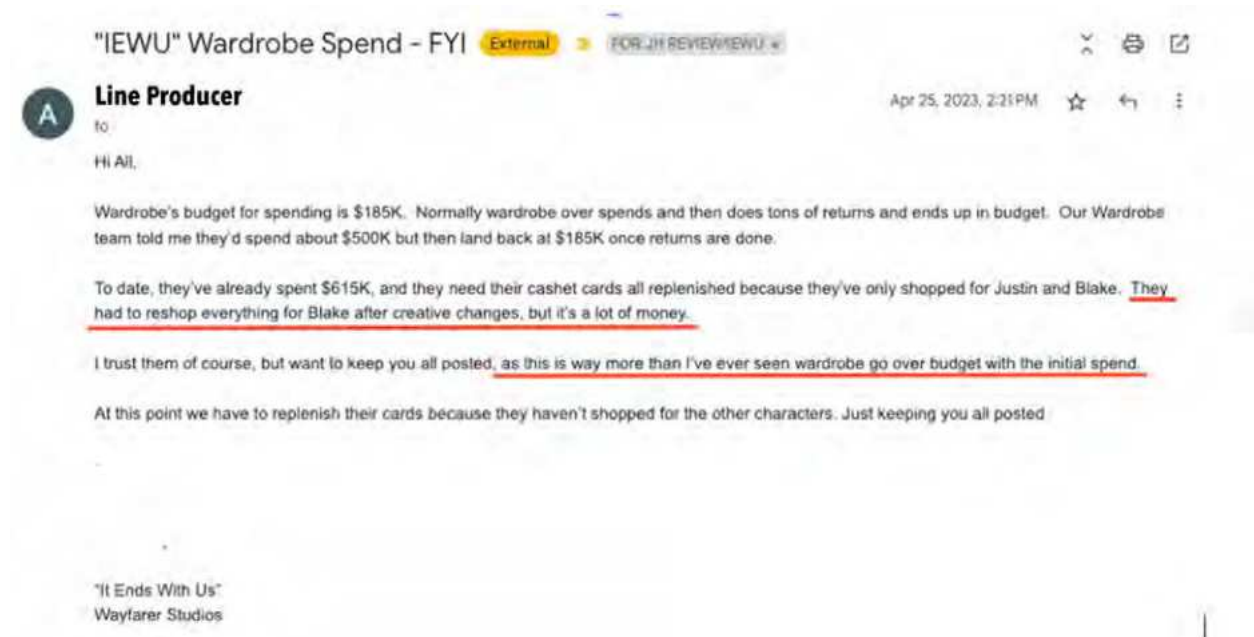 "IEWU" Wardrobe Spend - FYI External FOR JH REVIEW/IEWU
A
Line Producer
Apr 25, 2023, 2:21 PM
to
Hi All,
Wardrobe's budget for spending is $185K. Normally wardrobe over spends and then does tons of returns and ends up in budget. Our Wardrobe
team told me they'd spend about $500K but then land back at $185K once returns are done.
To date, they've already spent $615K, and they need their cashet cards all replenished because they've only shopped for Justin and Blake. They
had to reshop everything for Blake after creative changes, but it's a lot of money.
I trust them of course, but want to keep you all posted, as this is way more than I've ever seen wardrobe go over budget with the initial spend.
At this point we have to replenish their cards because they haven't shopped for the other characters. Just keeping you all posted
"It Ends With Us"
Wayfarer Studios